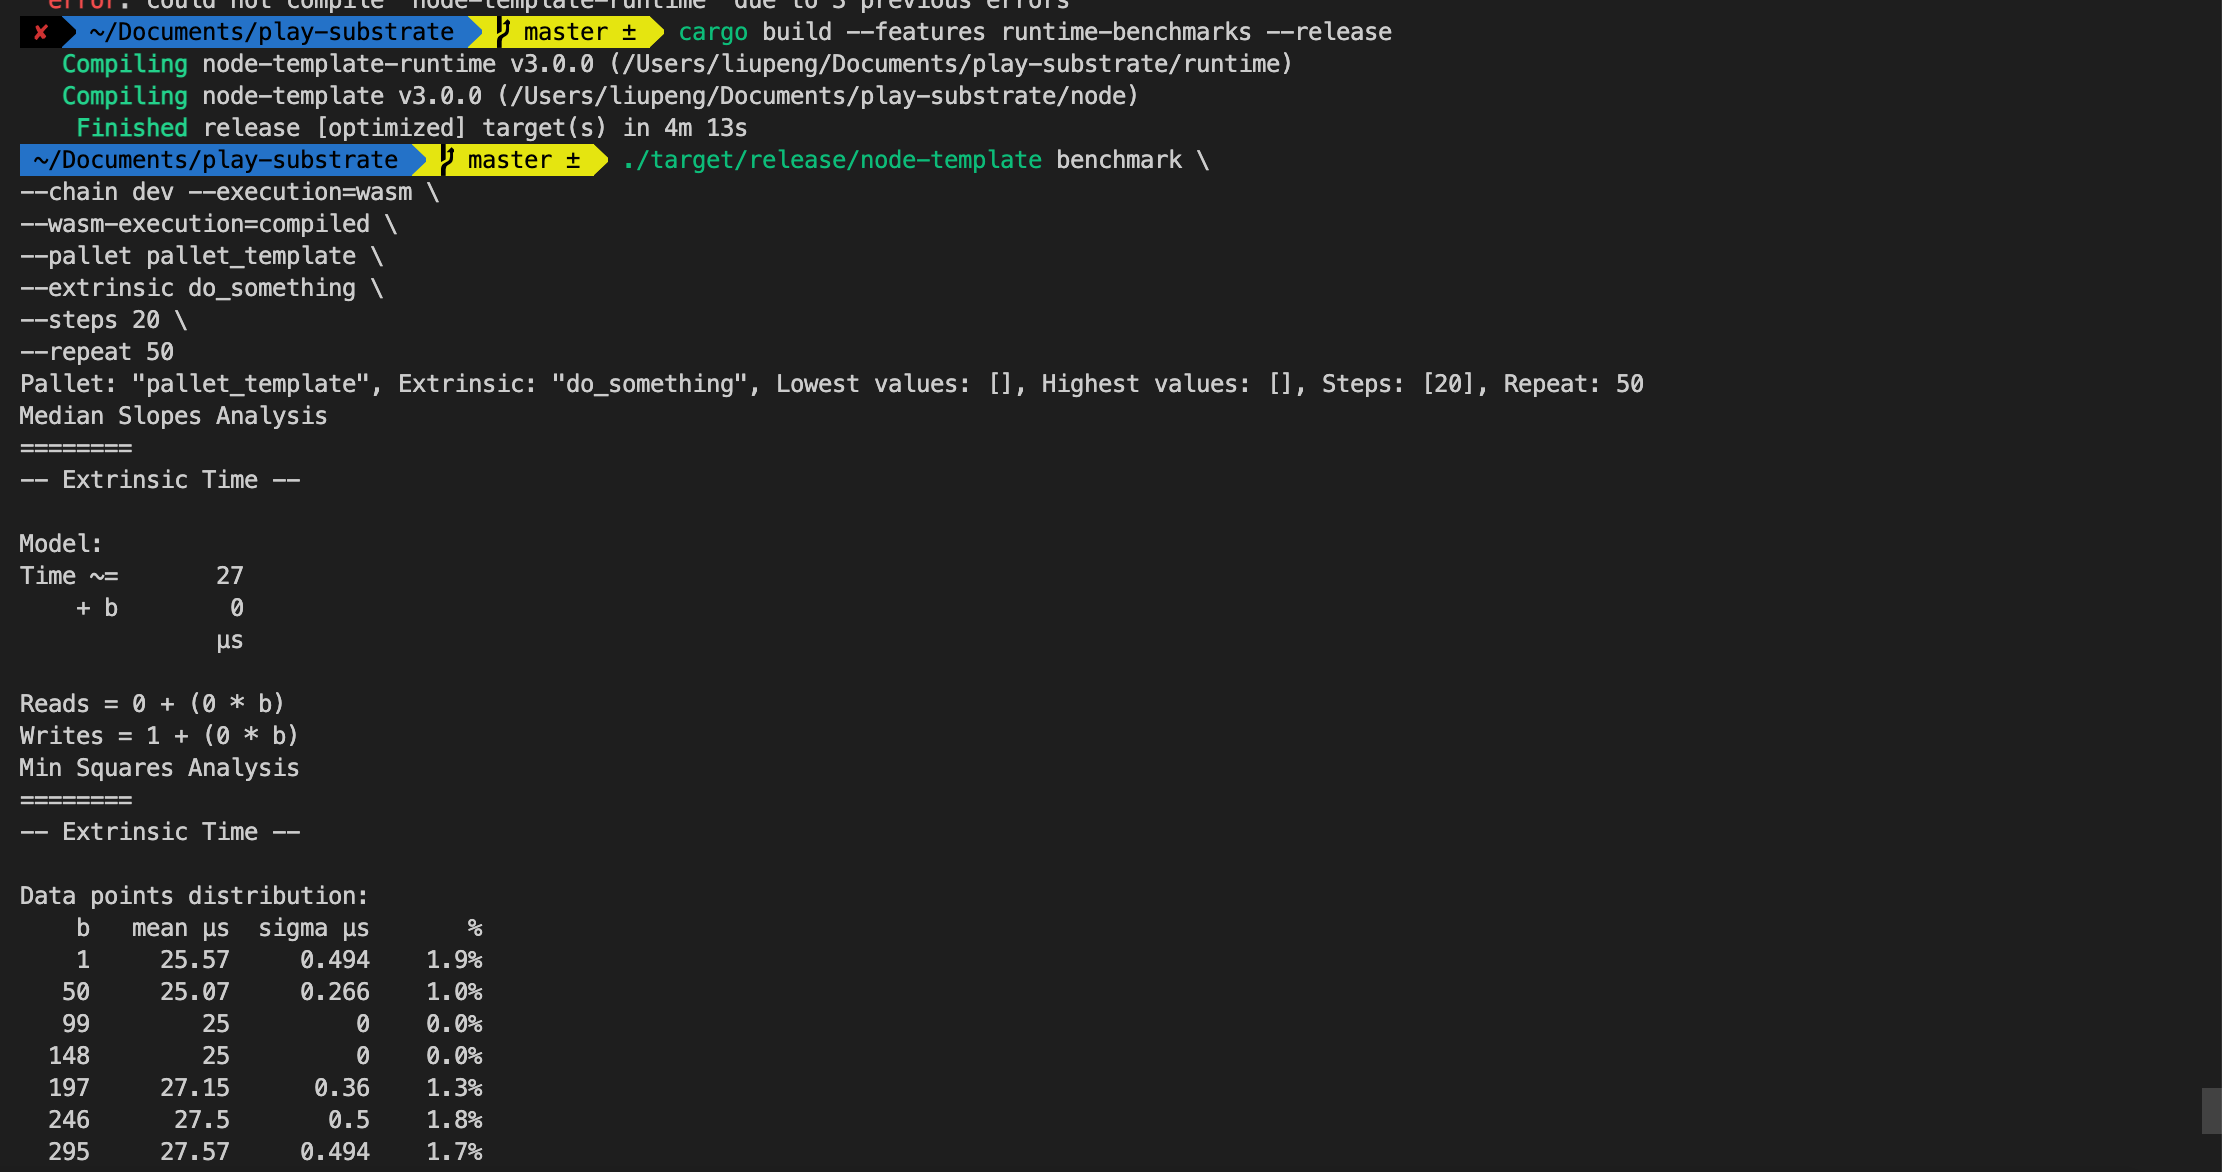 error: could not compile `node-template-runtime` due to 3 previous errors
✘ ~/Documents/play-substrate master ± cargo build --features runtime-benchmarks --release
Compiling node-template-runtime v3.0.0 (/Users/liupeng/Documents/play-substrate/runtime)
Compiling node-template v3.0.0 (/Users/liupeng/Documents/play-substrate/node)
Finished release [optimized] target(s) in 4m 13s
~/Documents/play-substrate master ± ./target/release/node-template benchmark \
--chain dev --execution=wasm \
--wasm-execution=compiled \
--pallet pallet_template \
--extrinsic do_something \
--steps 20 \
--repeat 50
Pallet: "pallet_template", Extrinsic: "do_something", Lowest values: [], Highest values: [], Steps: [20], Repeat: 50
Median Slopes Analysis
========
-- Extrinsic Time --
Model:
Time ~= 27
+ b 0
µs
Reads = 0 + (0 * b)
Writes = 1 + (0 * b)
Min Squares Analysis
========
-- Extrinsic Time --
Data points distribution:
b mean µs sigma µs %
1 25.57 0.494 1.9%
50 25.07 0.266 1.0%
99 25 0 0.0%
148 25 0 0.0%
197 27.15 0.36 1.3%
246 27.5 0.5 1.8%
295 27.57 0.494 1.7%